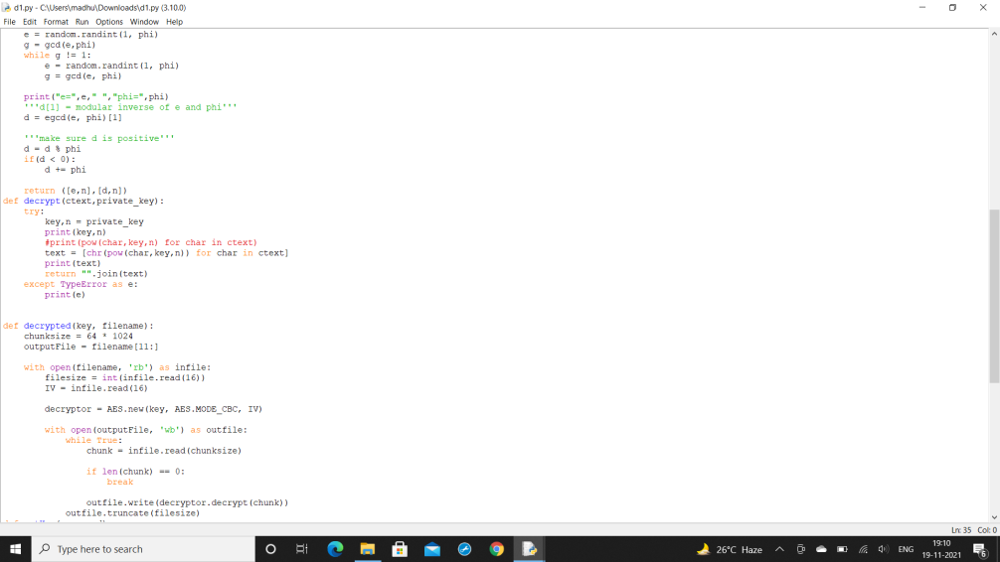 d1.py - C:\Users\madhu\Downloads\d1.py (3.10.0)
File Edit Format Run Options Window Help
    e = random.randint(1, phi)
    g = gcd(e,phi)
    while g != 1:
        e = random.randint(1, phi)
        g = gcd(e, phi)

    print("e=",e," ","phi=",phi)
    '''d[1] = modular inverse of e and phi'''
    d = egcd(e, phi)[1]

    '''make sure d is positive'''
    d = d % phi
    if(d < 0):
        d += phi

    return ([e,n],[d,n])
def decrypt(ctext,private_key):
    try:
        key,n = private_key
        print(key,n)
        #print(pow(char,key,n) for char in ctext)
        text = [chr(pow(char,key,n)) for char in ctext]
        print(text)
        return "".join(text)
    except TypeError as e:
        print(e)

def decrypted(key, filename):
    chunksize = 64 * 1024
    outputFile = filename[11:]

    with open(filename, 'rb') as infile:
        filesize = int(infile.read(16))
        IV = infile.read(16)

        decryptor = AES.new(key, AES.MODE_CBC, IV)

        with open(outputFile, 'wb') as outfile:
            while True:
                chunk = infile.read(chunksize)

                if len(chunk) == 0:
                    break

                outfile.write(decryptor.decrypt(chunk))
            outfile.truncate(filesize)
Ln: 35 Col: 0
Type here to search
26°C Haze
ENG
19:10
19-11-2021
6